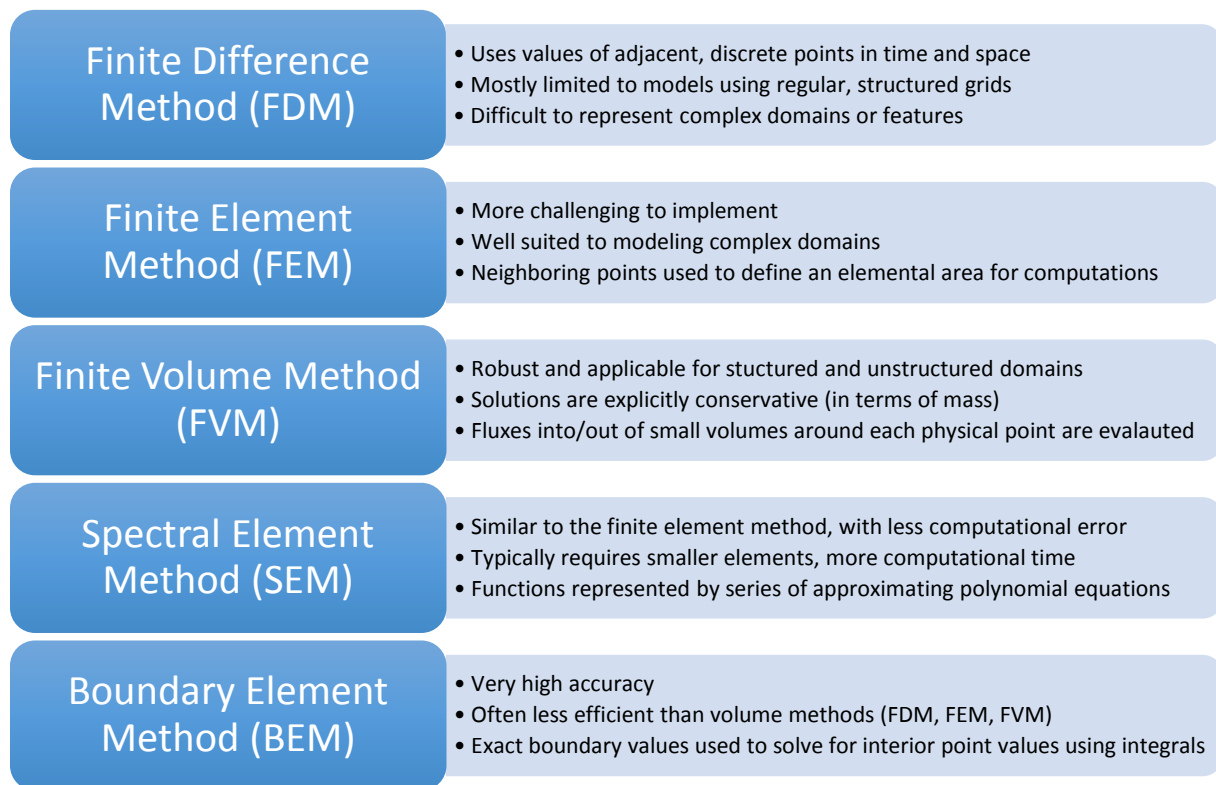 Finite Difference
Method (FDM)
• Uses values of adjacent, discrete points in time and space
• Mostly limited to models using regular, structured grids
• Difficult to represent complex domains or features
Finite Element
Method (FEM)
• More challenging to implement
• Well suited to modeling complex domains
• Neighboring points used to define an elemental area for computations
Finite Volume Method
(FVM)
• Robust and applicable for stuctured and unstructured domains
• Solutions are explicitly conservative (in terms of mass)
• Fluxes into/out of small volumes around each physical point are evalauted
Spectral Element
Method (SEM)
• Similar to the finite element method, with less computational error
• Typically requires smaller elements, more computational time
• Functions represented by series of approximating polynomial equations
Boundary Element
Method (BEM)
• Very high accuracy
• Often less efficient than volume methods (FDM, FEM, FVM)
• Exact boundary values used to solve for interior point values using integrals